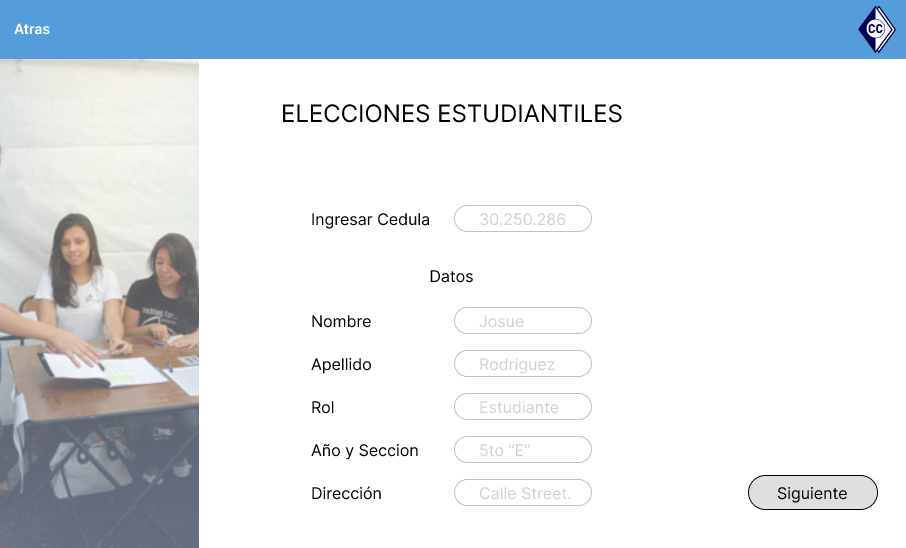 Atras
CC
ELECCIONES ESTUDIANTILES
Ingresar Cedula 30.250.286
Datos
Nombre Josue
Apellido Rodriguez
Rol Estudiante
Año y Seccion 5to “E”
Dirección Calle Street.
Siguiente